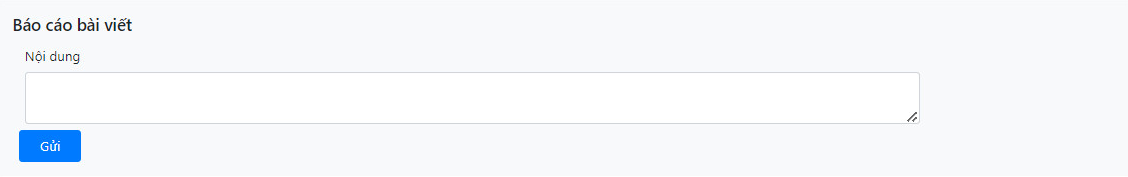 Báo cáo bài viết
Nội dung
Gửi